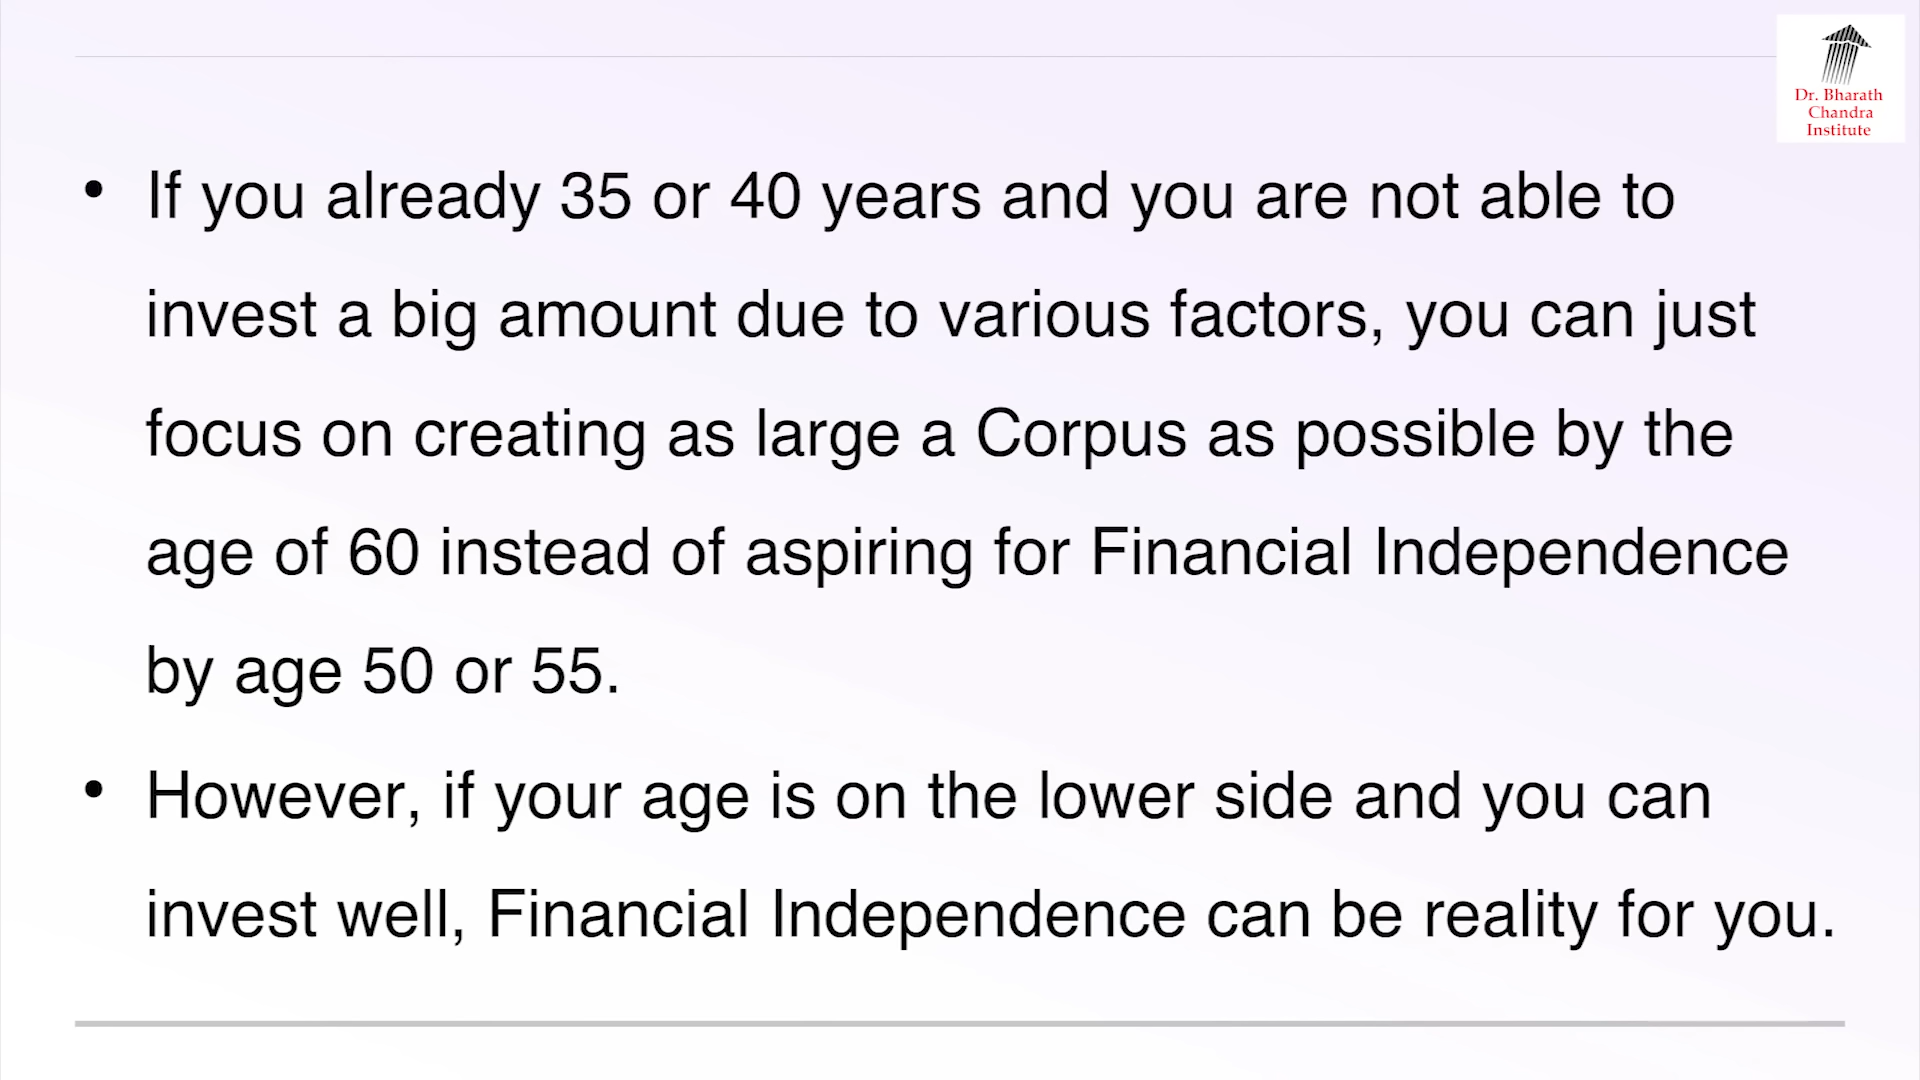 Dr. Bharath
Chandra
Institute
• If you already 35 or 40 years and you are not able to
invest a big amount due to various factors, you can just
focus on creating as large a Corpus as possible by the
age of 60 instead of aspiring for Financial Independence
by age 50 or 55.
• However, if your age is on the lower side and you can
invest well, Financial Independence can be reality for you.